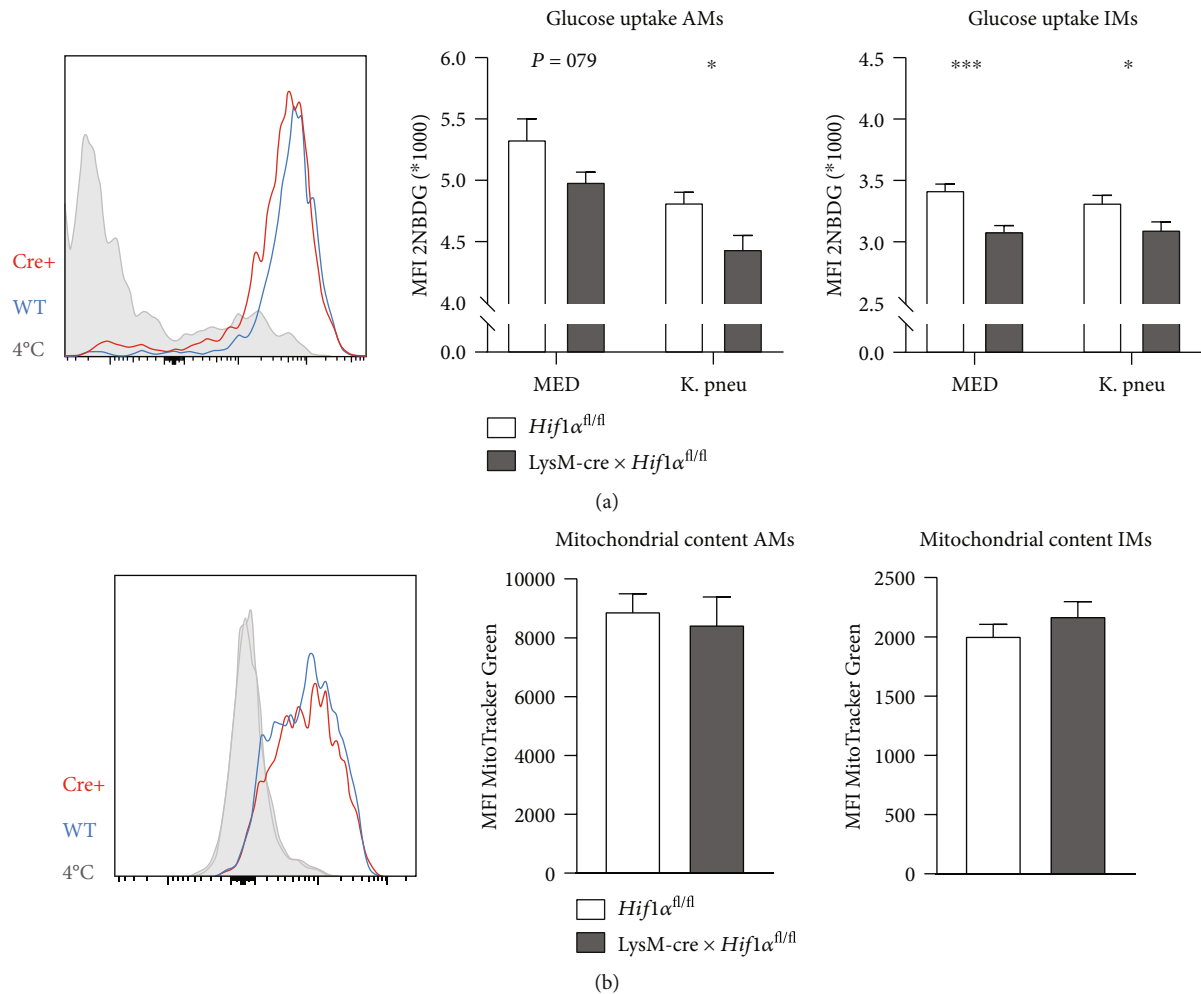 Glucose uptake AMs
Glucose uptake IMs
Cre+
WT
4°C
MFI 2NBDG (*1000)
6.0
5.5
5.0
4.5
4.0
0.0
P = 079
*
MED
K. pneu
MFI 2NBDG (*1000)
4.5
4.0
3.5
3.0
2.5
0.0
***
*
MED
K. pneu
Hif1α^fl/fl
LysM-cre × Hif1α^fl/fl
(a)
Mitochondrial content AMs
Mitochondrial content IMs
Cre+
WT
4°C
MFI MitoTracker Green
10000
8000
6000
4000
2000
0
MFI MitoTracker Green
2500
2000
1500
1000
500
0
Hif1α^fl/fl
LysM-cre × Hif1α^fl/fl
(b)